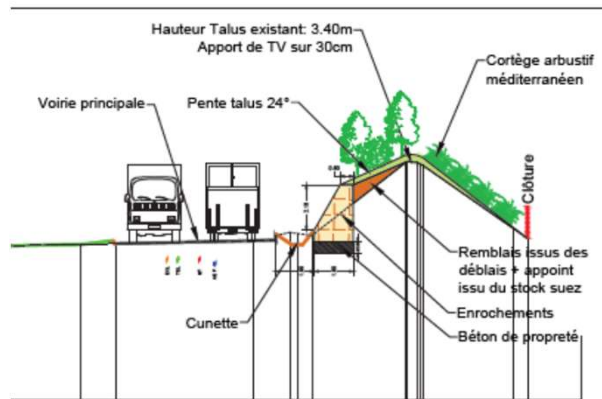 Hauteur Talus existant: 3.40m
Apport de TV sur 30cm
Cortège arbustif
méditerranéen
Voirie principale
Pente talus 24°
Clôture
Remblais issus des
déblais + appoint
issu du stock suez
Enrochements
Cunette
Béton de propreté